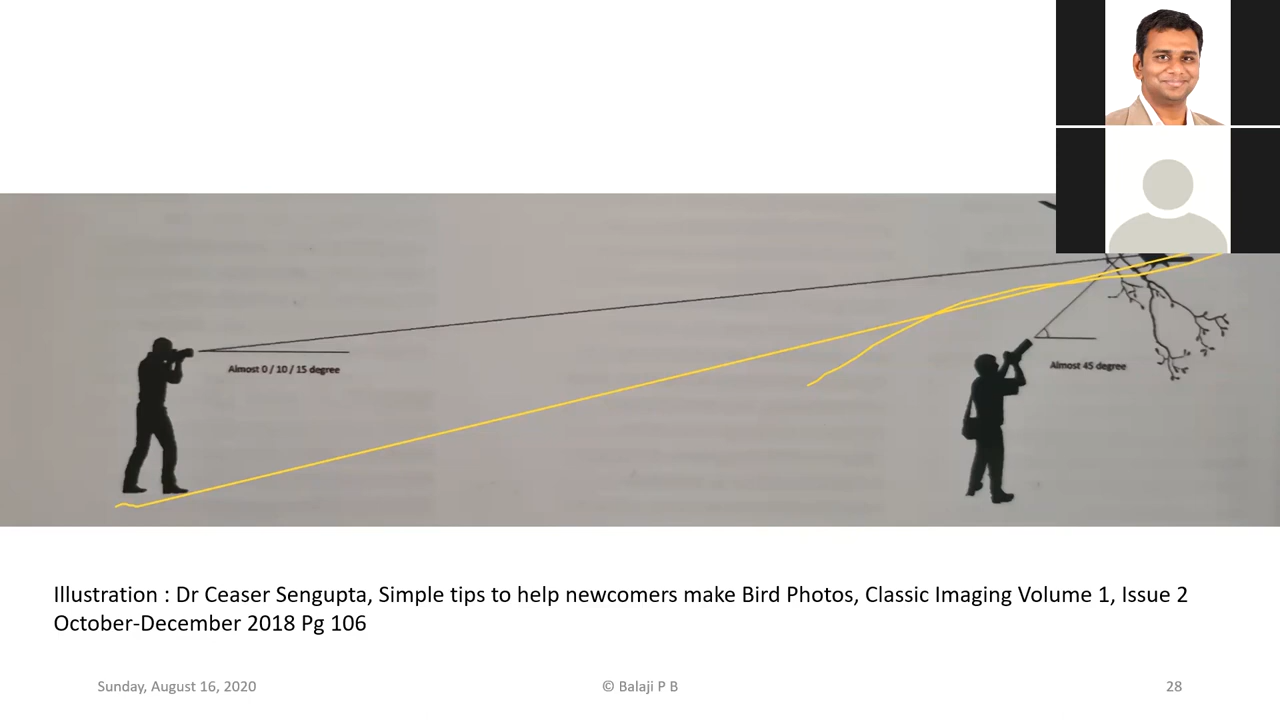 Almost 0 / 10 / 15 degree
Almost 45 degree
Illustration : Dr Ceaser Sengupta, Simple tips to help newcomers make Bird Photos, Classic Imaging Volume 1, Issue 2
October-December 2018 Pg 106
Sunday, August 16, 2020
© Balaji P B
28